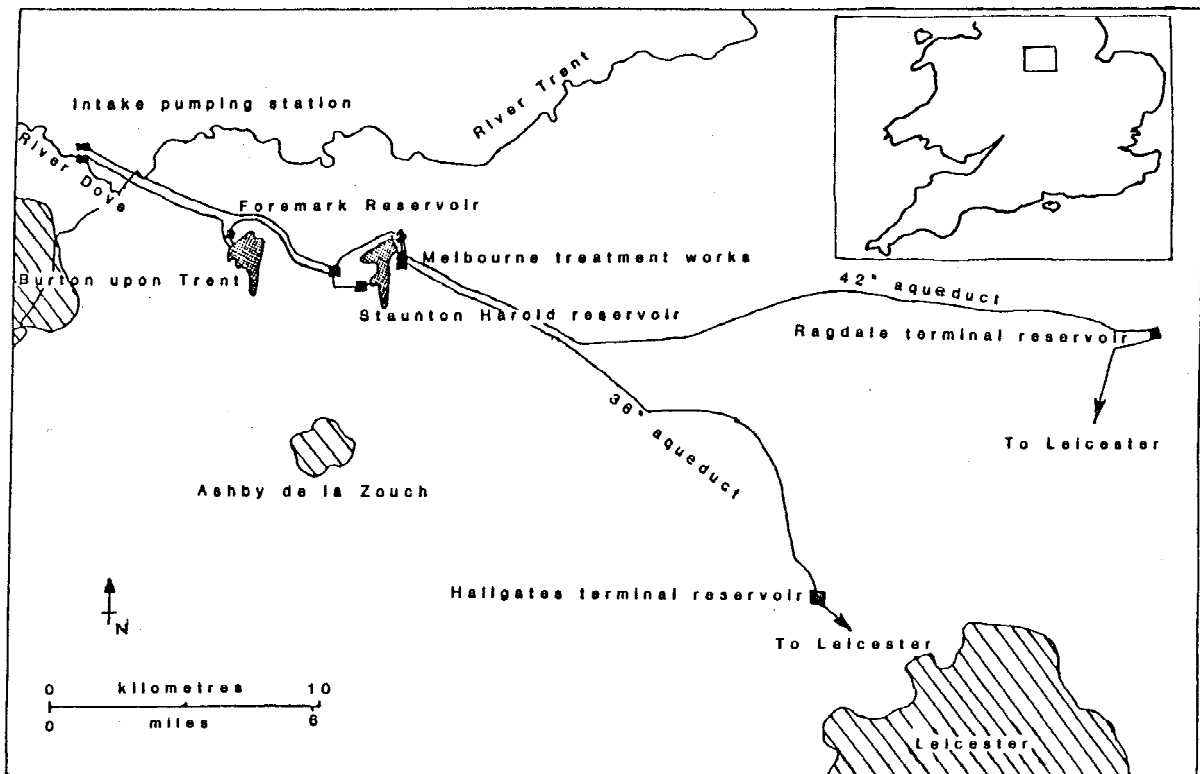 Intake pumping station
River Trent
River Dove
Foremark Reservoir
Burton upon Trent
Melbourne treatment works
Staunton Harold reservoir
42" aqueduct
Ragdale terminal reservoir
36" aqueduct
To Leicester
Ashby de la Zouch
Hallgates terminal reservoir
To Leicester
N
0 kilometres 10
0 miles 6
Leicester